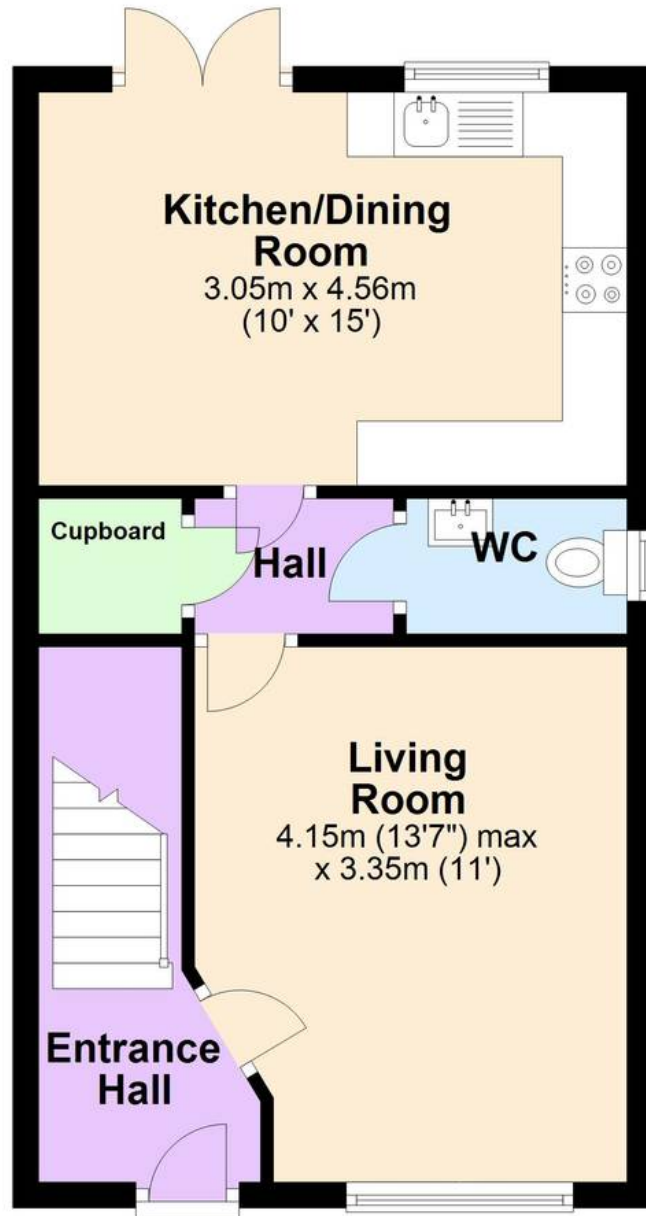 Kitchen/Dining
Room
3.05m x 4.56m
(10' x 15')
Cupboard
Hall
WC
Living
Room
4.15m (13'7") max
x 3.35m (11')
Entrance
Hall